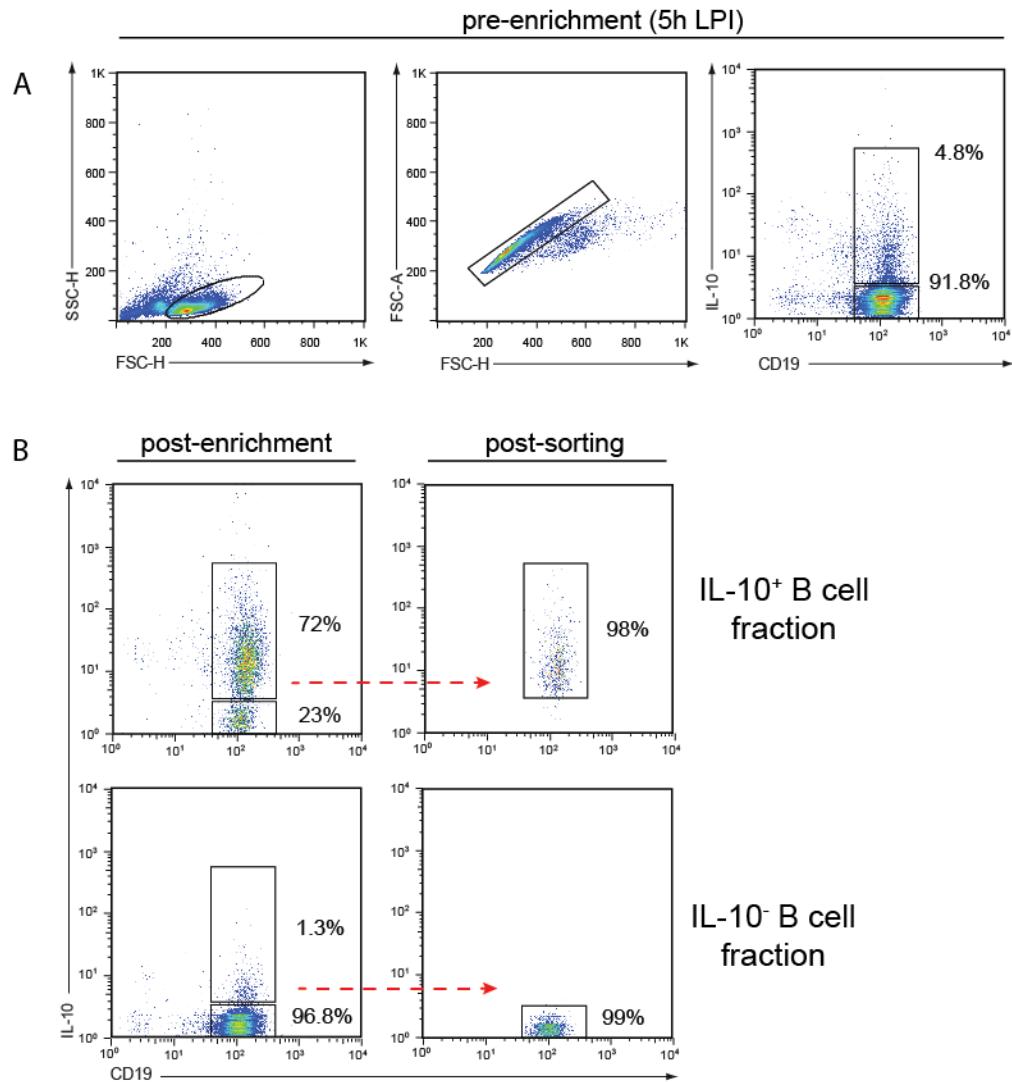 pre-enrichment (5h LPI)
A
SSC-H
1K
800
600
400
200
0
0 200 400 600 800 1K
FSC-H
FSC-A
1K
800
600
400
200
0
200 400 600 800 1K
FSC-H
IL-10
10⁴
10³
10²
10¹
10⁰
4.8%
91.8%
10⁰ 10¹ 10² 10³ 10⁴
CD19
B
post-enrichment
post-sorting
IL-10
10⁴
10³
10²
10¹
10⁰
72%
23%
10⁰ 10¹ 10² 10³ 10⁴
10⁴
10³
10²
10¹
10⁰
98%
10⁰ 10¹ 10² 10³ 10⁴
IL-10⁺ B cell
fraction
10⁴
10³
10²
10¹
10⁰
1.3%
96.8%
10⁰ 10¹ 10² 10³ 10⁴
10⁴
10³
10²
10¹
10⁰
99%
10⁰ 10¹ 10² 10³ 10⁴
IL-10⁻ B cell
fraction
CD19